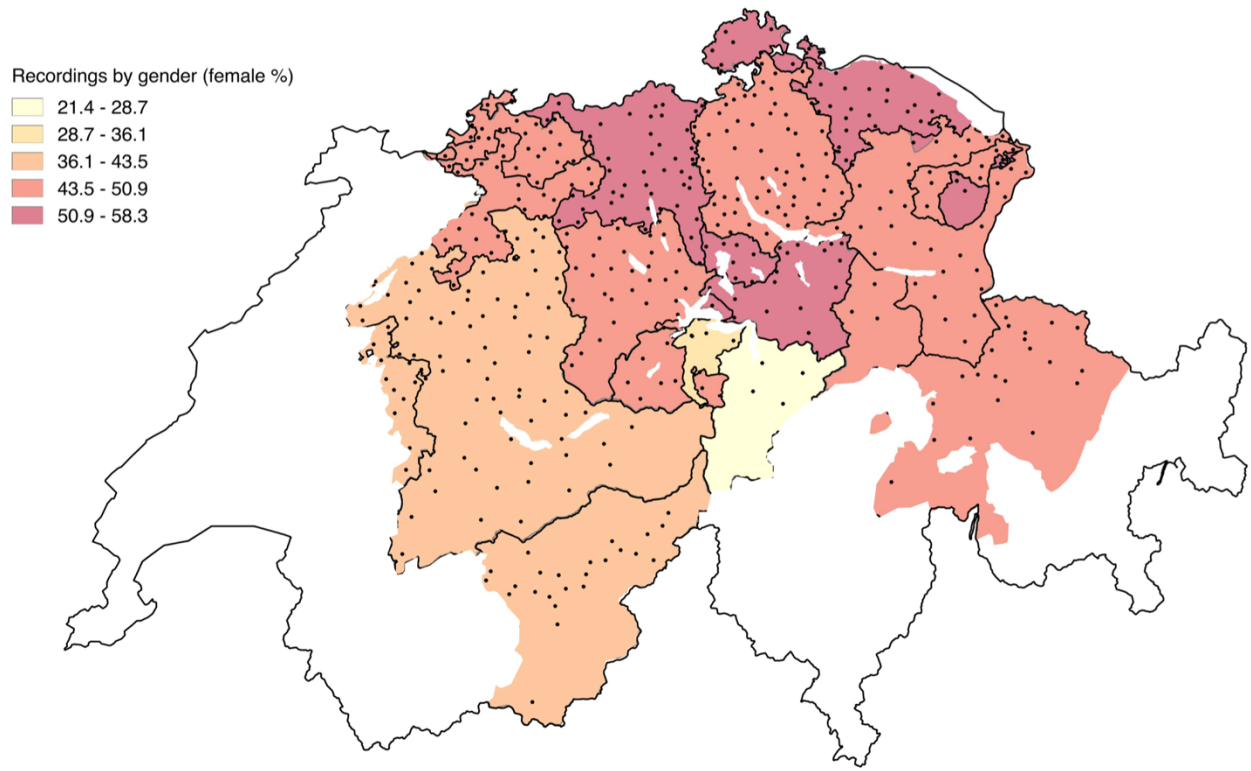 Recordings by gender (female %)
21.4 - 28.7
28.7 - 36.1
36.1 - 43.5
43.5 - 50.9
50.9 - 58.3